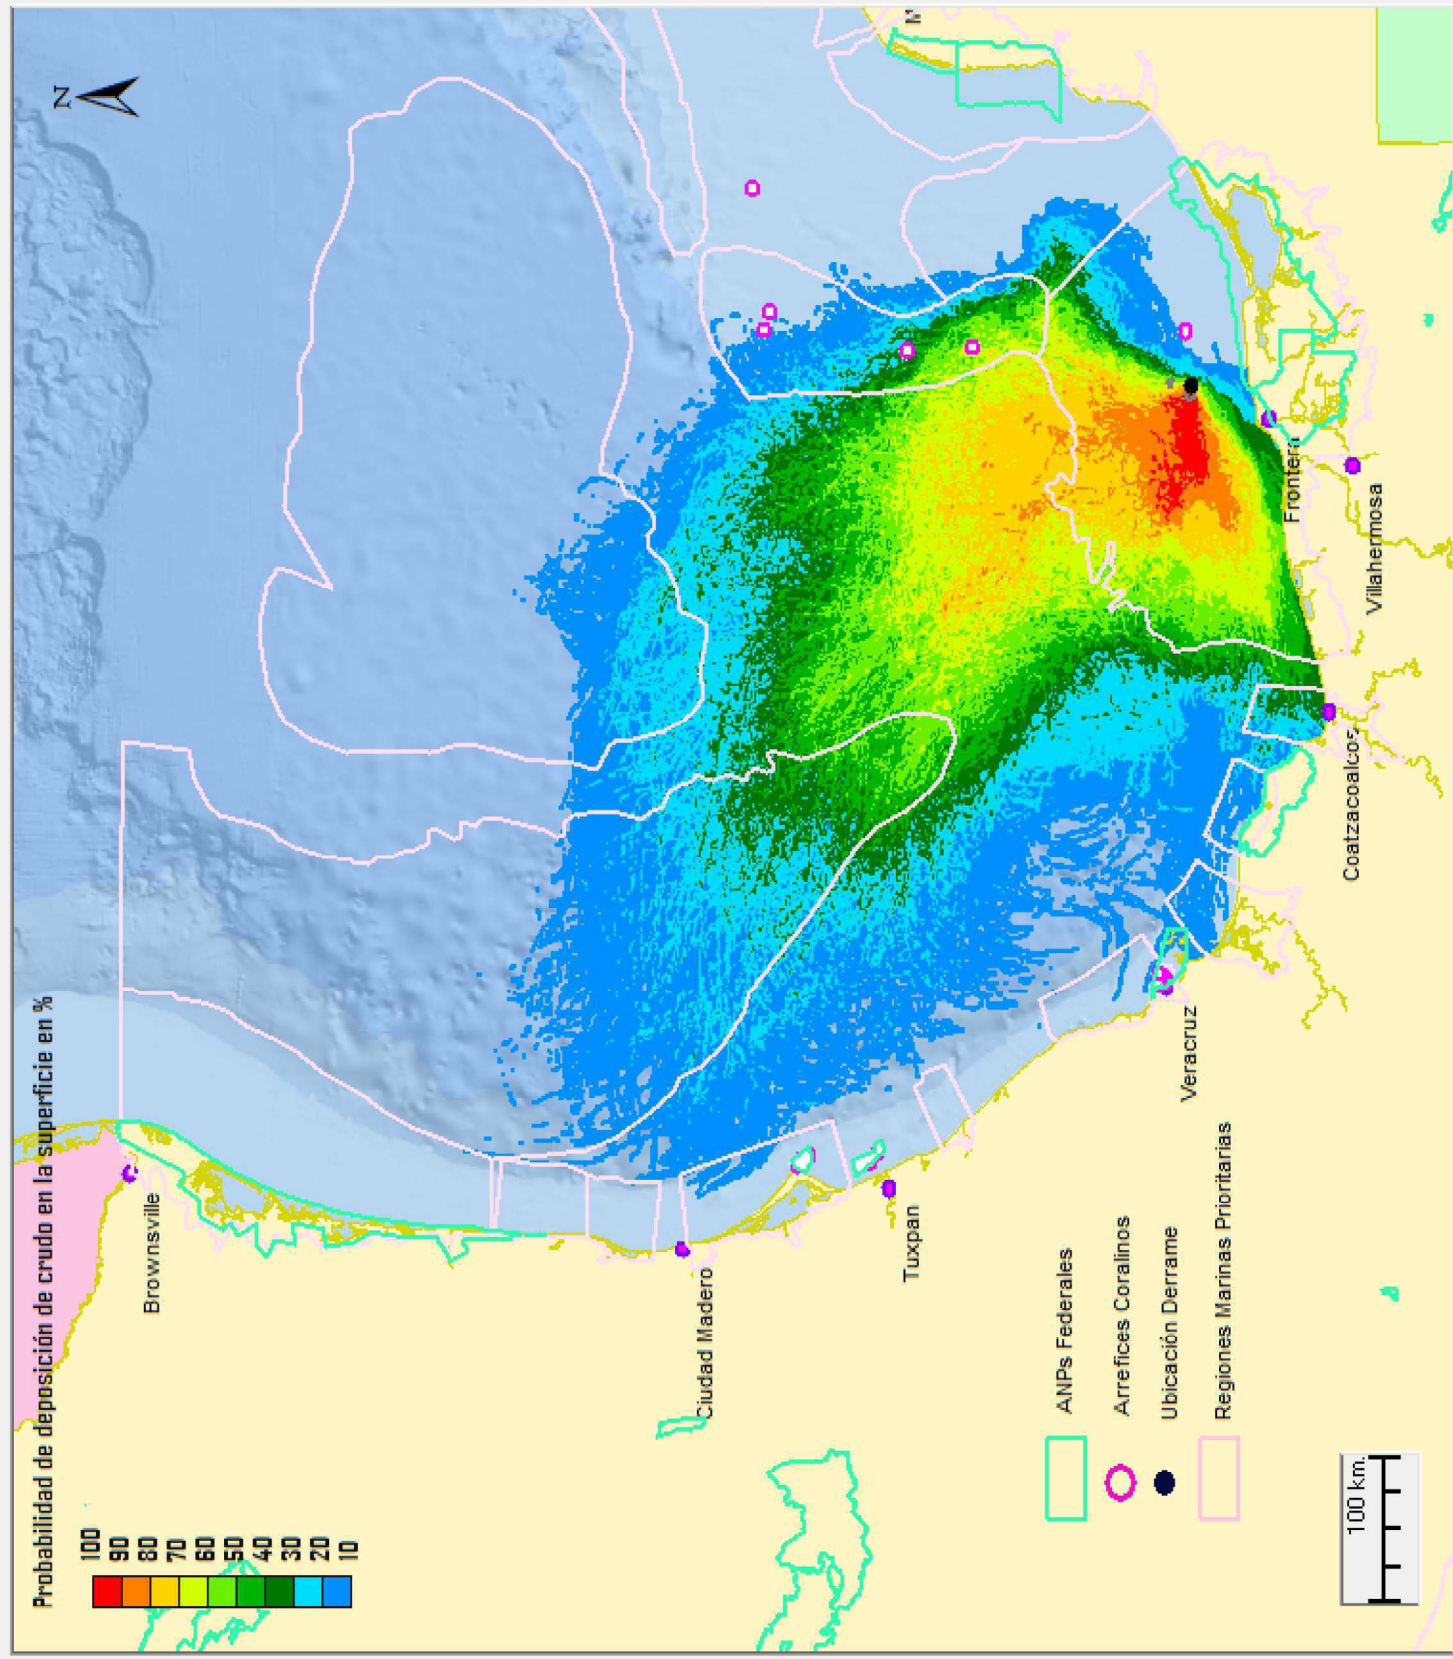 Probabilidad de deposición de crudo en la superficie en %
100
90
80
70
60
50
40
30
20
10
N
M
Brownsville
Ciudad Madero
Tuxpan
Veracruz
Coatzacoalcos
Frontera
Villahermosa
ANPs Federales
Arrefices Coralinos
Ubicación Derrame
Regiones Marinas Prioritarias
100 km.